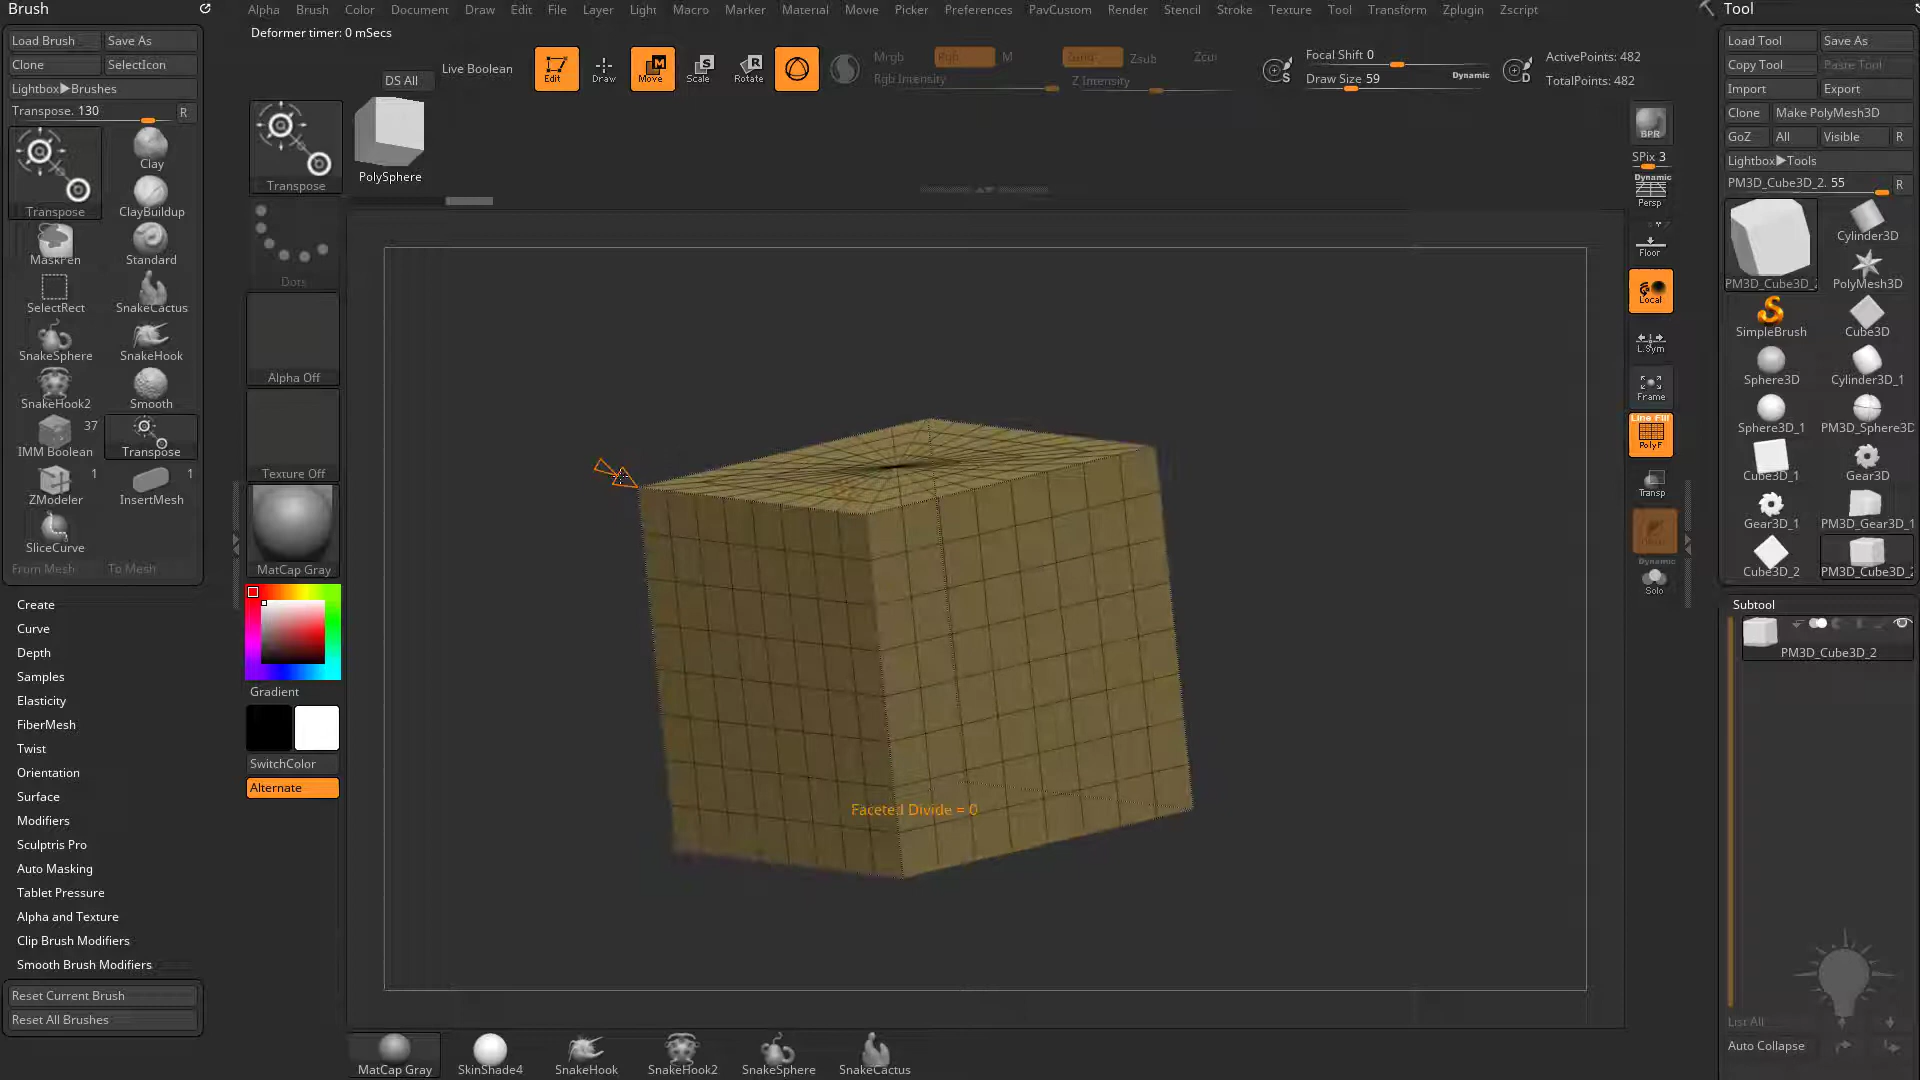 Brush
Alpha Brush Color Document Draw Edit File Layer Light Macro Marker Material Movie Picker Preferences PavCustom Render Stencil Stroke Texture Tool Transform Zplugin Zscript
Tool
Deformer timer: 0 mSecs
Load Brush Save As
Clone SelectIcon
Lightbox▶Brushes
Transpose. 130 R
Transpose
Clay
ClayBuildup
MaskPen Standard
SelectRect SnakeCactus
SnakeSphere SnakeHook
SnakeHook2 Smooth
37
IMM Boolean Transpose
1 1
ZModeler InsertMesh
SliceCurve
From Mesh To Mesh
Create
Curve
Depth
Samples
Elasticity
FiberMesh
Twist
Orientation
Surface
Modifiers
Sculptris Pro
Auto Masking
Tablet Pressure
Alpha and Texture
Clip Brush Modifiers
Smooth Brush Modifiers
Reset Current Brush
Reset All Brushes
DS All
Live Boolean
Edit Draw Move Scale Rotate
M S R
Mrgb Rgb M
Rgb Intensity
Zadd Zsub Zcut
Z Intensity
S
Focal Shift 0
Draw Size 59
Dynamic
D
ActivePoints: 482
TotalPoints: 482
Transpose
PolySphere
Dots
Alpha Off
Texture Off
MatCap Gray
Gradient
SwitchColor
Alternate
Faceted Divide = 0
BPR
SPix 3
Dynamic
Persp
Floor
Local
L.Sym
Frame
Line Fill
PolyF
Transp
Dynamic
Solo
Load Tool Save As
Copy Tool Paste Tool
Import Export
Clone Make PolyMesh3D
GoZ All Visible R
Lightbox▶Tools
PM3D_Cube3D_2. 55 R
Cylinder3D
PM3D_Cube3D_2 PolyMesh3D
SimpleBrush Cube3D
Sphere3D Cylinder3D_1
Sphere3D_1 PM3D_Sphere3D
Cube3D_1 Gear3D
Gear3D_1 PM3D_Gear3D_1
Cube3D_2 PM3D_Cube3D_2
Subtool
PM3D_Cube3D_2
List All
Auto Collapse
MatCap Gray SkinShade4 SnakeHook SnakeHook2 SnakeSphere SnakeCactus